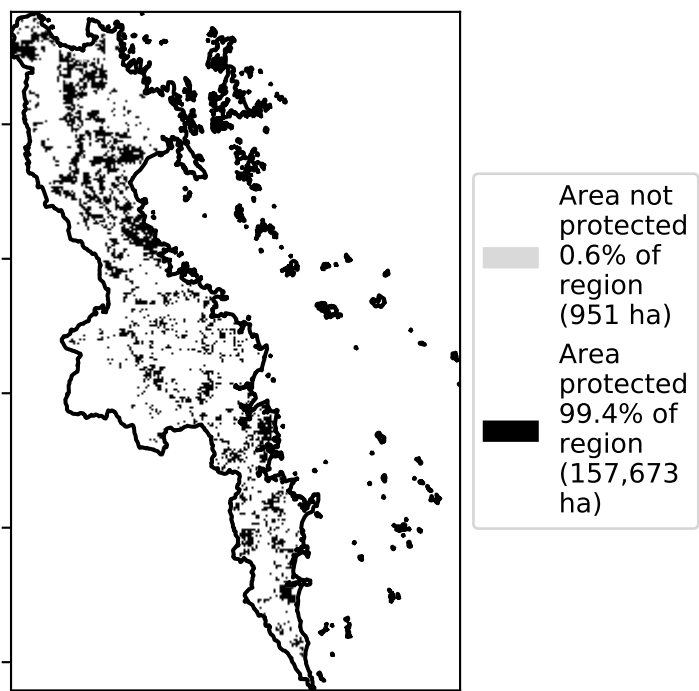 Area not
protected
0.6% of
region
(951 ha)
Area
protected
99.4% of
region
(157,673
ha)